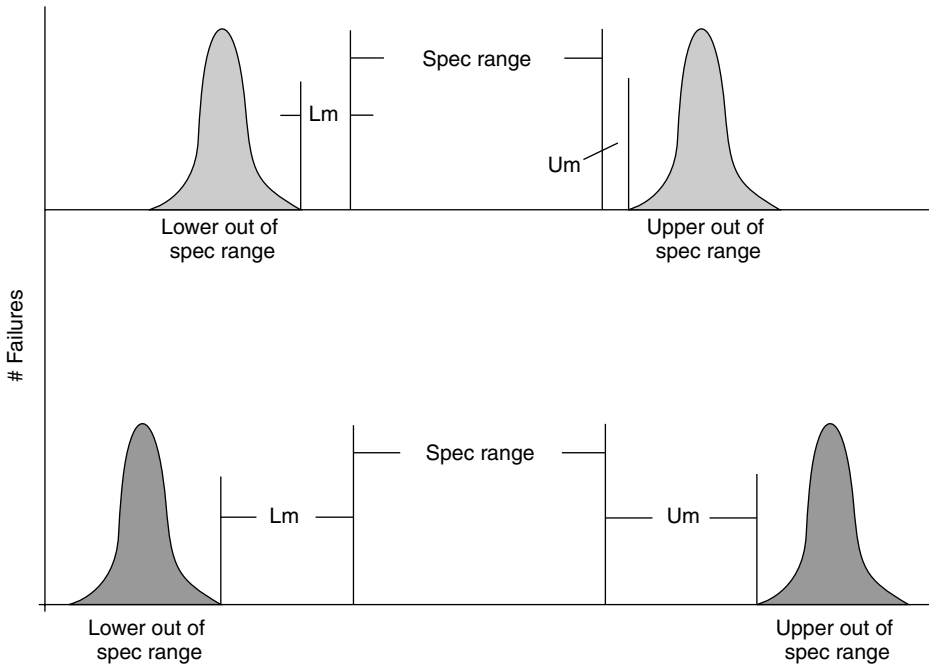 Spec range
Lm
Um
Lower out of
spec range
Upper out of
spec range
# Failures
Spec range
Lm
Um
Lower out of
spec range
Upper out of
spec range